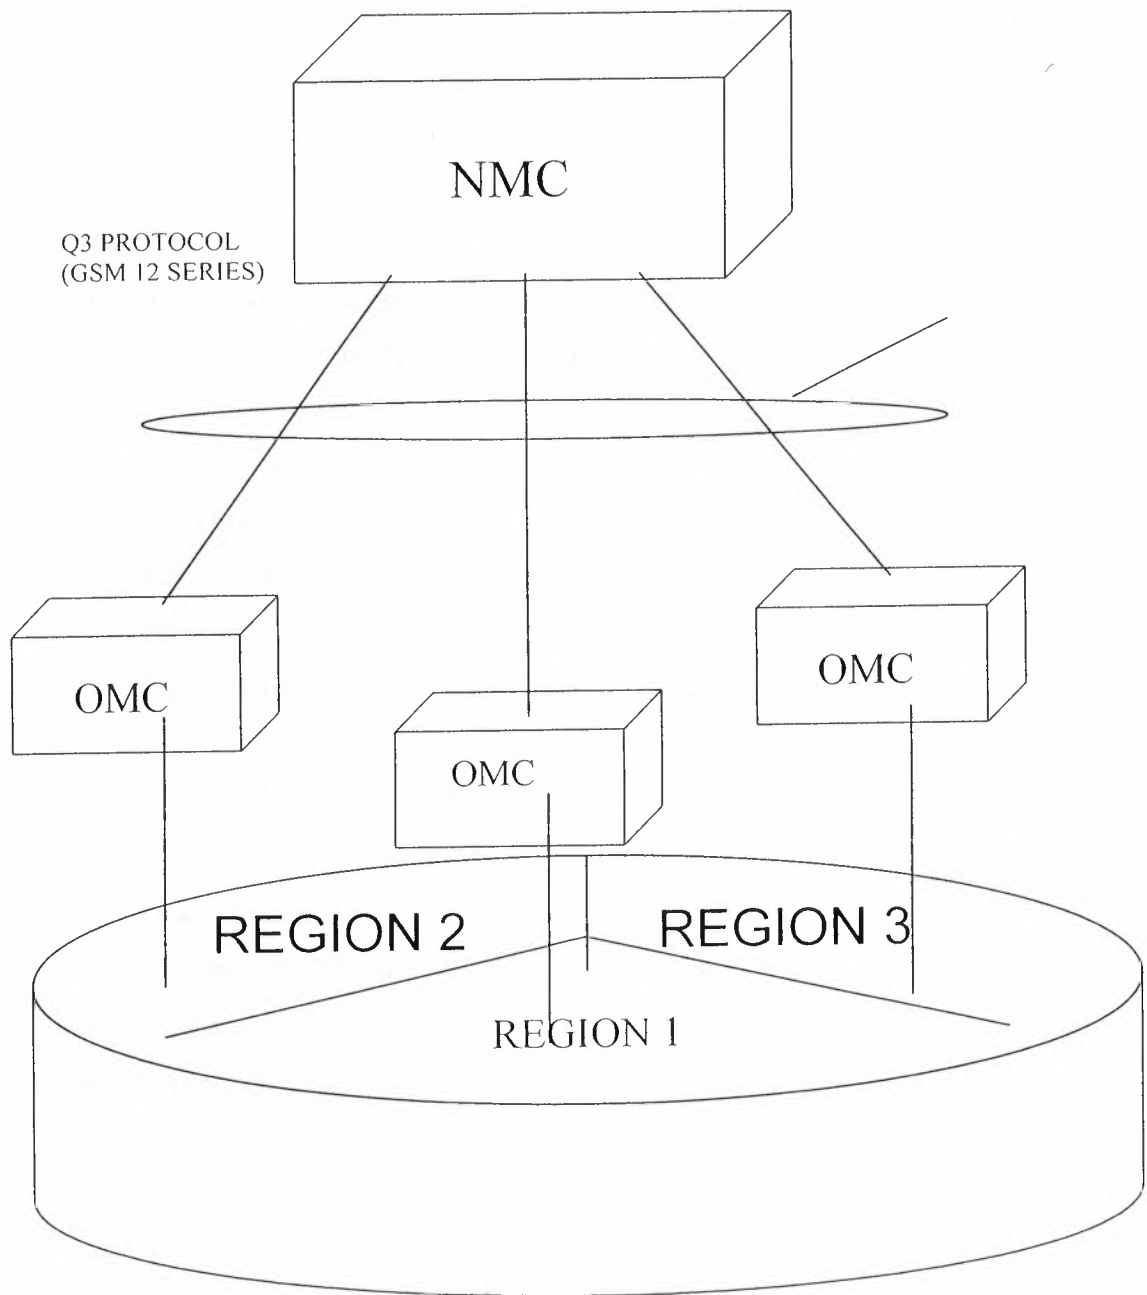 NMC
Q3 PROTOCOL
(GSM 12 SERIES)
OMC
OMC
OMC
REGION 2
REGION 3
REGION 1